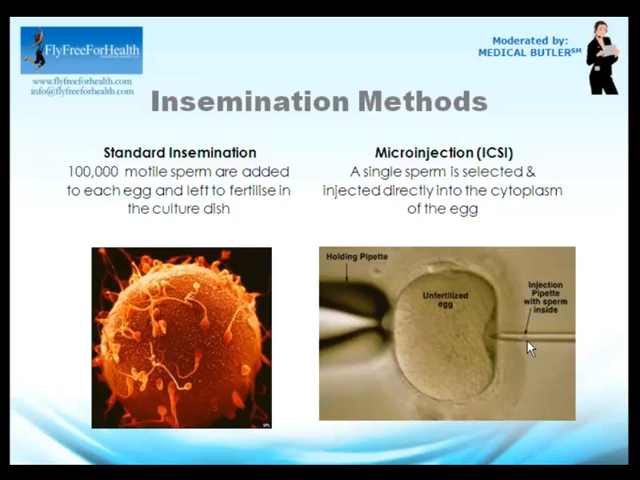 FlyFreeForHealth
www.flyfreeforhealth.com
info@flyfreeforhealth.com
Moderated by:
MEDICAL BUTLER℠
Insemination Methods
Standard Insemination
100,000 motile sperm are added
to each egg and left to fertilise in
the culture dish
Microinjection (ICSI)
A single sperm is selected &
injected directly into the cytoplasm
of the egg
Holding Pipette
Unfertilized
egg
Injection
Pipette
with sperm
inside